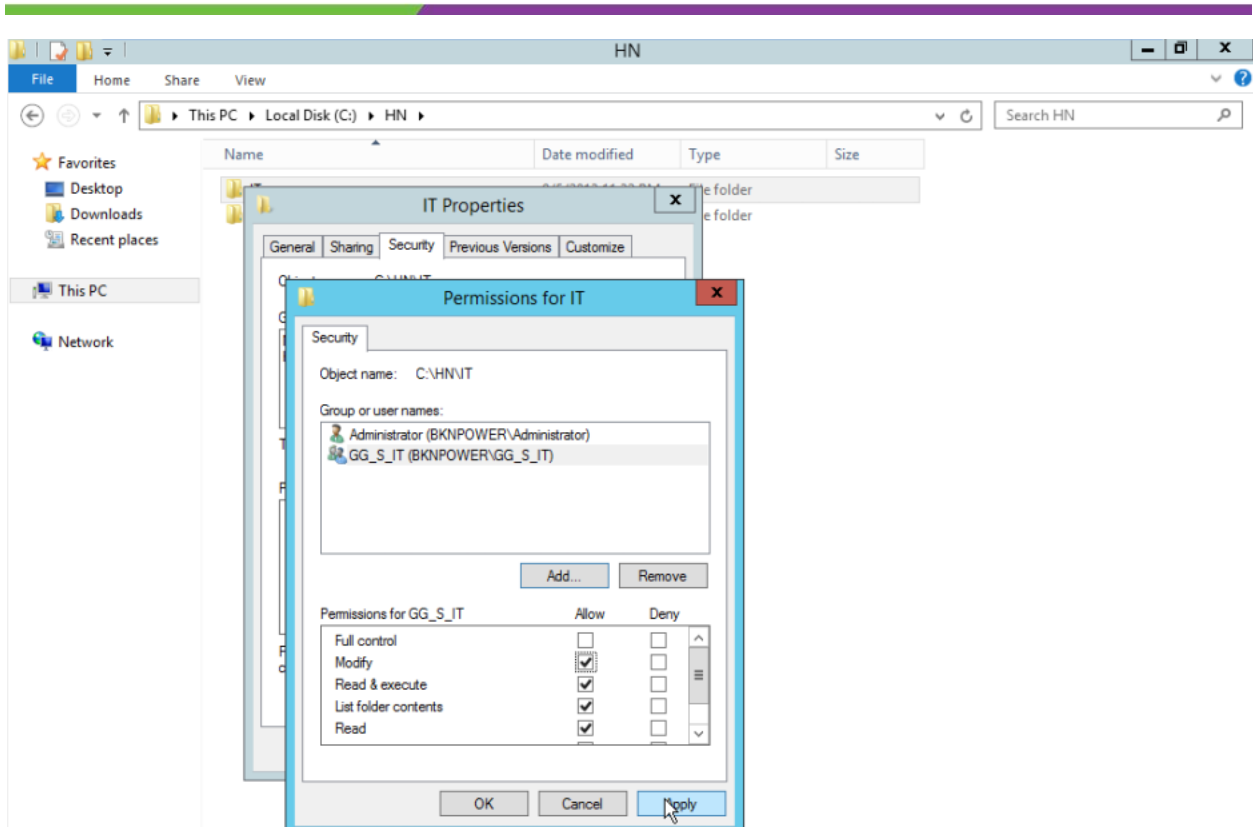 HN
File Home Share View
This PC Local Disk (C:) HN
Search HN
Name Date modified Type Size
Favorites
Desktop
Downloads
Recent places
This PC
Network
File folder
e folder
IT Properties
General Sharing Security Previous Versions Customize
Permissions for IT
Security
Object name: C:\HN\IT
Group or user names:
Administrator (BKNPOWER\Administrator)
GG_S_IT (BKNPOWER\GG_S_IT)
Add... Remove
Permissions for GG_S_IT Allow Deny
Full control
Modify
Read & execute
List folder contents
Read
OK Cancel Apply